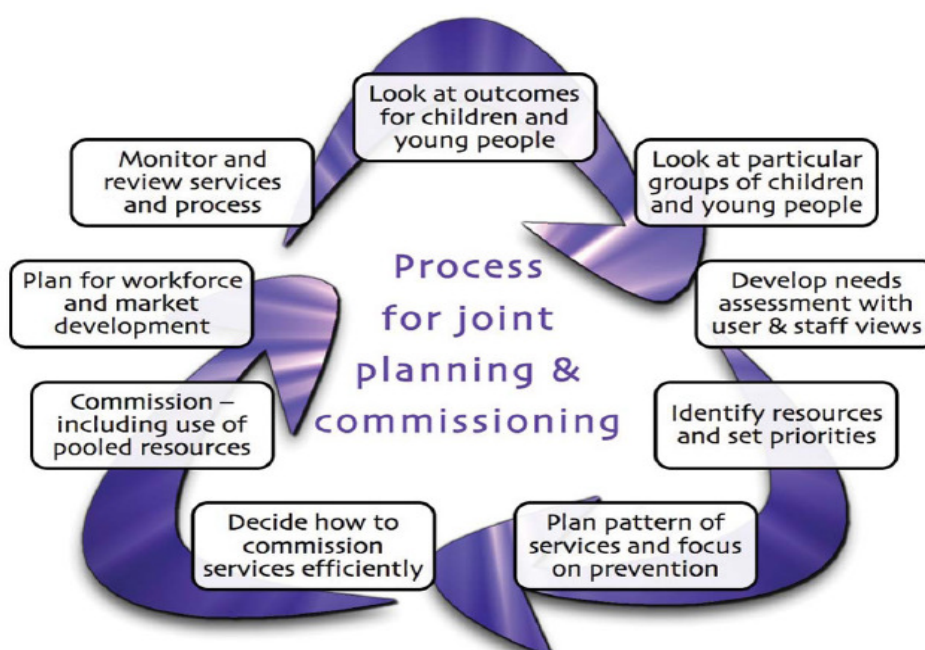 Look at outcomes
for children and
young people
Look at particular
groups of children
and young people
Develop needs
assessment with
user & staff views
Identify resources
and set priorities
Plan pattern of
services and focus
on prevention
Decide how to
commission
services efficiently
Commission –
including use of
pooled resources
Plan for workforce
and market
development
Monitor and
review services
and process
Process
for joint
planning &
commissioning